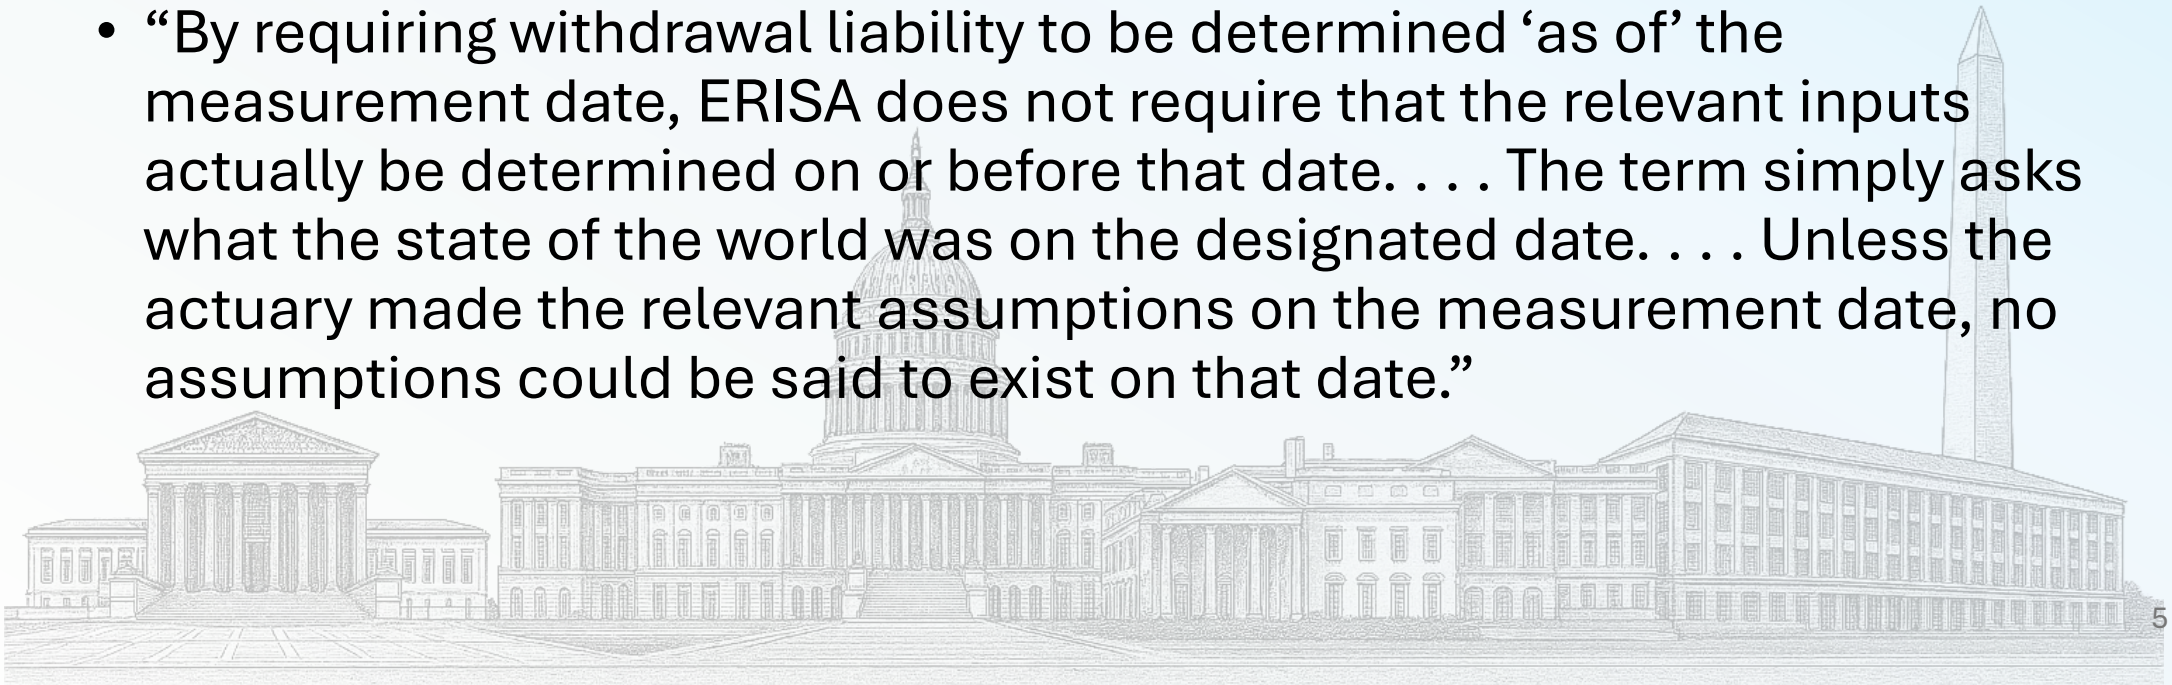 • “By requiring withdrawal liability to be determined ‘as of’ the
measurement date, ERISA does not require that the relevant inputs
actually be determined on or before that date. . . . The term simply asks
what the state of the world was on the designated date. . . . Unless the
actuary made the relevant assumptions on the measurement date, no
assumptions could be said to exist on that date.”
5